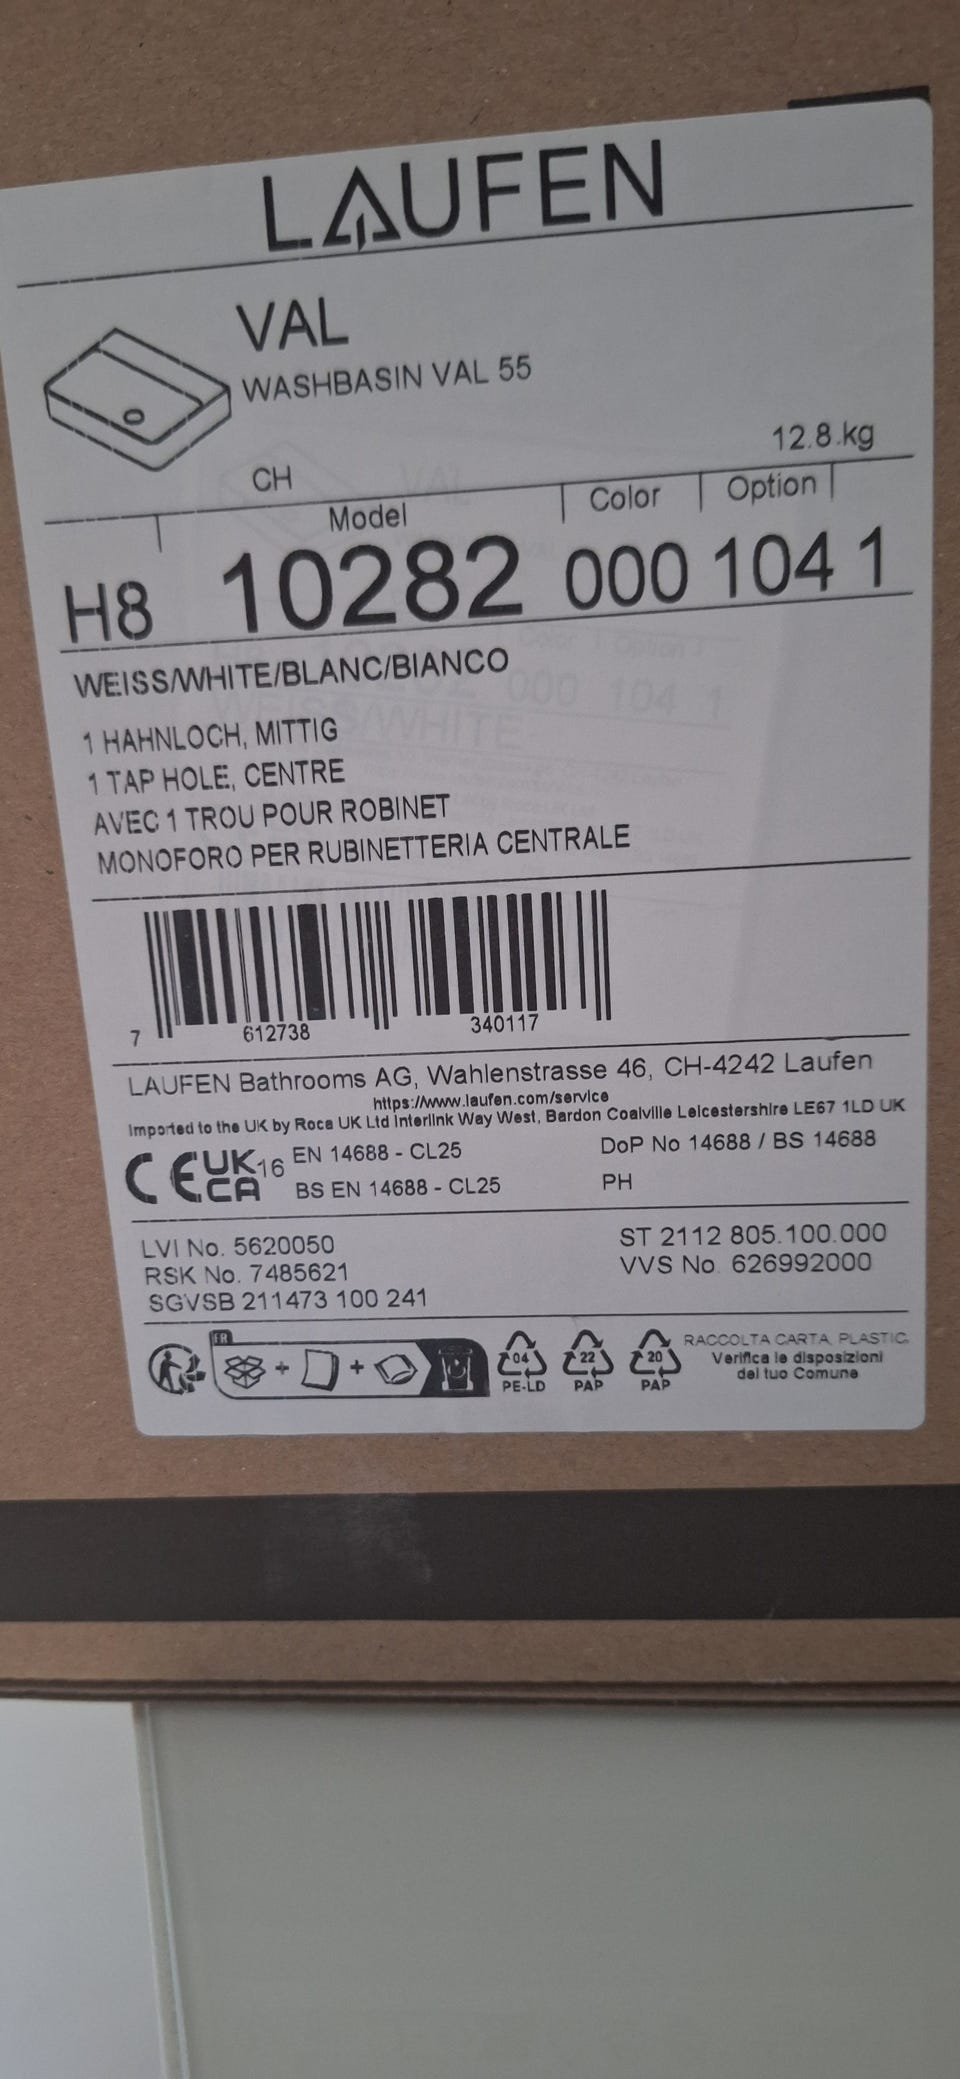 LAUFEN
VAL
WASHBASIN VAL 55
12.8 kg
CH
Model Color Option
H8 10282 000 104 1
WEISS/WHITE/BLANC/BIANCO
1 HAHNLOCH, MITTIG
1 TAP HOLE, CENTRE
AVEC 1 TROU POUR ROBINET
MONOFORO PER RUBINETTERIA CENTRALE
7 612738 340117
LAUFEN Bathrooms AG, Wahlenstrasse 46, CH-4242 Laufen
https://www.laufen.com/service
Imported to the UK by Roca UK Ltd Interlink Way West, Bardon Coalville Leicestershire LE67 1LD UK
CE UK CA 16 EN 14688 - CL25 DoP No 14688 / BS 14688
BS EN 14688 - CL25 PH
LVI No. 5620050 ST 2112 805.100.000
RSK No. 7485621 VVS No. 626992000
SGVSB 211473 100 241
FR
04 22 20
PE-LD PAP PAP
RACCOLTA CARTA, PLASTIC
Verifica le disposizioni
del tuo Comune